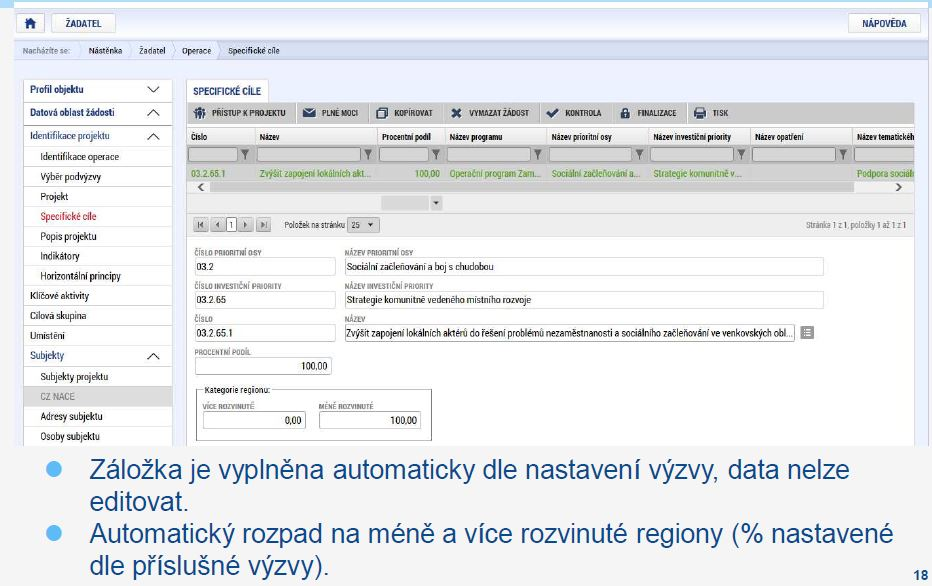 ŽADATEL
NÁPOVĚDA
Nacházíte se: Nástěnka Žadatel Operace Specifické cíle
Profil objektu
Datová oblast žádosti
Identifikace projektu
Identifikace operace
Výběr podvýzvy
Projekt
Specifické cíle
Popis projektu
Indikátory
Horizontální principy
Klíčové aktivity
Cílová skupina
Umístění
Subjekty
Subjekty projektu
CZ NACE
Adresy subjektu
Osoby subjektu
SPECIFICKÉ CÍLE
PŘÍSTUP K PROJEKTU PLNÉ MOCI KOPÍROVAT VYMAZAT ŽÁDOST KONTROLA FINALIZACE TISK
Číslo Název Procentní podíl Název programu Název prioritní osy Název investiční priority Název opatření Název tematickéh
03.2.65.1 Zvýšit zapojení lokálních akt... 100,00 Operační program Zam... Sociální začleňování a... Strategie komunitně v... Podpora sociáln
1 Položek na stránku 25 Stránka 1 z 1, položky 1 až 1 z 1
ČÍSLO PRIORITNÍ OSY NÁZEV PRIORITNÍ OSY
03.2 Sociální začleňování a boj s chudobou
ČÍSLO INVESTIČNÍ PRIORITY NÁZEV INVESTIČNÍ PRIORITY
03.2.65 Strategie komunitně vedeného místního rozvoje
ČÍSLO NÁZEV
03.2.65.1 Zvýšit zapojení lokálních aktérů do řešení problémů nezaměstnanosti a sociálního začleňování ve venkovských obl...
PROCENTNÍ PODÍL
100,00
Kategorie regionu:
VÍCE ROZVINUTÉ MÉNĚ ROZVINUTÉ
0,00 100,00
Záložka je vyplněna automaticky dle nastavení výzvy, data nelze
editovat.
Automatický rozpad na méně a více rozvinuté regiony (% nastavené
dle příslušné výzvy).
18